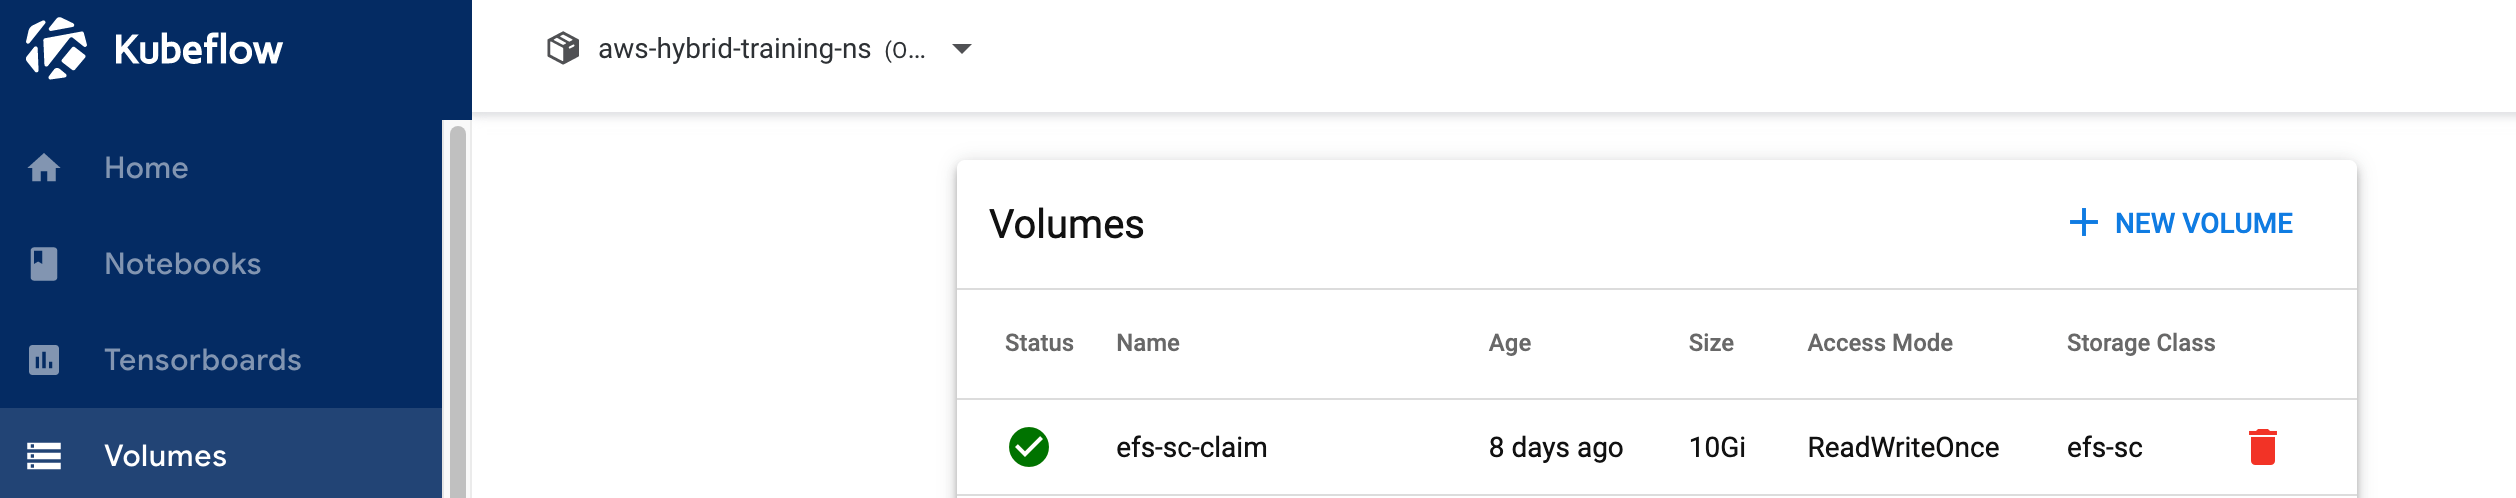 Kubeflow
aws-hybrid-training-ns (0...
Home
Notebooks
Tensorboards
Volumes
Volumes
NEW VOLUME
Status Name Age Size Access Mode Storage Class
efs-sc-claim 8 days ago 10Gi ReadWriteOnce efs-sc